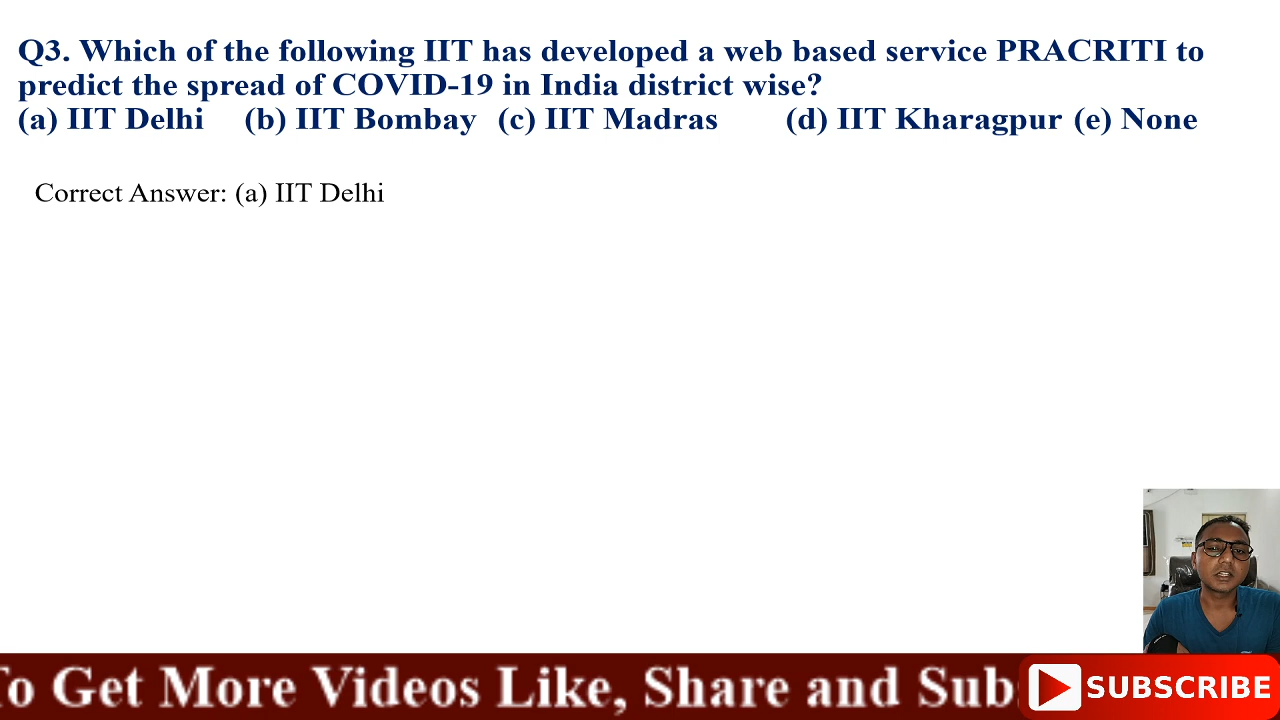 Q3. Which of the following IIT has developed a web based service PRACRITI to
predict the spread of COVID-19 in India district wise?
(a) IIT Delhi (b) IIT Bombay (c) IIT Madras (d) IIT Kharagpur (e) None
Correct Answer: (a) IIT Delhi
To Get More Videos Like, Share and Sub
SUBSCRIBE